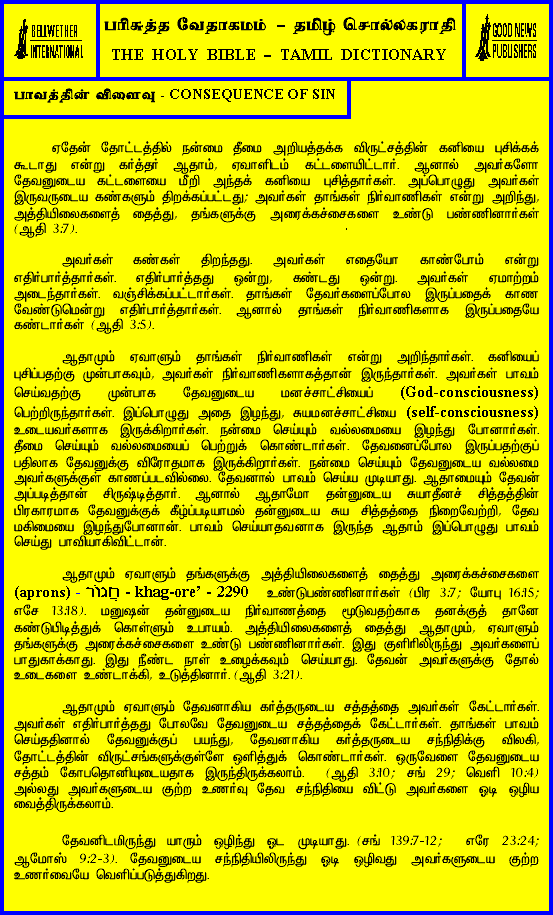 BELLWETHER
INTERNATIONAL
பரிசுத்த வேதாகமம் – தமிழ் சொல்லகராதி
THE HOLY BIBLE – TAMIL DICTIONARY
GOOD NEWS
PUBLISHERS
பாவத்தின் விளைவு - CONSEQUENCE OF SIN
ஏதேன் தோட்டத்தில் நன்மை தீமை அறியத்தக்க விருட்சத்தின் கனியை புசிக்கக்
கூடாது என்று கர்த்தர் ஆதாம், ஏவாளிடம் கட்டளையிட்டார். ஆனால் அவர்களோ
தேவனுடைய கட்டளையை மீறி அந்தக் கனியை புசித்தார்கள். அப்பொழுது அவர்கள்
இருவருடைய கண்களும் திறக்கப்பட்டது; அவர்கள் தாங்கள் நிர்வாணிகள் என்று அறிந்து,
அத்தியிலைகளைத் தைத்து, தங்களுக்கு அரைக்கச்சைகளை உண்டு பண்ணினார்கள்
(ஆதி 3:7).
அவர்கள் கண்கள் திறந்தது. அவர்கள் எதையோ காண்போம் என்று
எதிர்பார்த்தார்கள். எதிர்பார்த்தது ஒன்று, கண்டது ஒன்று. அவர்கள் ஏமாற்றம்
அடைந்தார்கள். வஞ்சிக்கப்பட்டார்கள். தாங்கள் தேவர்களைப்போல இருப்பதைக் காண
வேண்டுமென்று எதிர்பார்த்தார்கள். ஆனால் தாங்கள் நிர்வாணிகளாக இருப்பதையே
கண்டார்கள் (ஆதி 3:5).
ஆதாமும் ஏவாளும் தாங்கள் நிர்வாணிகள் என்று அறிந்தார்கள். கனியைப்
புசிப்பதற்கு முன்பாகவும், அவர்கள் நிர்வாணிகளாகத்தான் இருந்தார்கள். அவர்கள் பாவம்
செய்வதற்கு முன்பாக தேவனுடைய மனச்சாட்சியைப் (God-consciousness)
பெற்றிருந்தார்கள். இப்பொழுது அதை இழந்து, சுயமனச்சாட்சியை (self-consciousness)
உடையவர்களாக இருக்கிறார்கள். நன்மை செய்யும் வல்லமையை இழந்து போனார்கள்.
தீமை செய்யும் வல்லமையைப் பெற்றுக் கொண்டார்கள். தேவனைப்போல இருப்பதற்குப்
பதிலாக தேவனுக்கு விரோதமாக இருக்கிறார்கள். நன்மை செய்யும் தேவனுடைய வல்லமை
அவர்களுக்குள் காணப்படவில்லை. தேவனால் பாவம் செய்ய முடியாது. ஆதாமையும் தேவன்
அப்படித்தான் சிருஷ்டித்தார். ஆனால் ஆதாமோ தன்னுடைய சுயாதீனச் சித்தத்தின்
பிரகாரமாக தேவனுக்குக் கீழ்ப்படியாமல் தன்னுடைய சுய சித்தத்தை நிறைவேற்றி, தேவ
மகிமையை இழந்துபோனான். பாவம் செய்யாதவனாக இருந்த ஆதாம் இப்பொழுது பாவம்
செய்து பாவியாகிவிட்டான்.
ஆதாமும் ஏவாளும் தங்களுக்கு அத்தியிலைகளைத் தைத்து அரைக்கச்சைகளை
(aprons) - חֲגוֹר - khag-ore’ - 2290 உண்டுபண்ணினார்கள் (பிர 3:7; யோபு 16:15;
எசே 13:18). மனுஷன் தன்னுடைய நிர்வாணத்தை மூடுவதற்காக தனக்குத் தானே
கண்டுபிடித்துக் கொள்ளும் உபாயம். அத்தியிலைகளைத் தைத்து ஆதாமும், ஏவாளும்
தங்களுக்கு அரைக்கச்சைகளை உண்டு பண்ணினார்கள். இது குளிரிலிருந்து அவர்களைப்
பாதுகாக்காது. இது நீண்ட நாள் உழைக்கவும் செய்யாது. தேவன் அவர்களுக்கு தோல்
உடைகளை உண்டாக்கி, உடுத்தினார். (ஆதி 3:21).
ஆதாமும் ஏவாளும் தேவனாகிய கர்த்தருடைய சத்தத்தை அவர்கள் கேட்டார்கள்.
அவர்கள் எதிர்பார்த்தது போலவே தேவனுடைய சத்தத்தைக் கேட்டார்கள். தாங்கள் பாவம்
செய்ததினால் தேவனுக்குப் பயந்து, தேவனாகிய கர்த்தருடைய சந்நிதிக்கு விலகி,
தோட்டத்தின் விருட்சங்களுக்குள்ளே ஒளித்துக் கொண்டார்கள். ஒருவேளை தேவனுடைய
சத்தம் கோபதொனியுடையதாக இருந்திருக்கலாம். (ஆதி 3:10; சங் 29; வெளி 10:4)
அல்லது அவர்களுடைய குற்ற உணர்வு தேவ சந்நிதியை விட்டு அவர்களை ஓடி ஒழிய
வைத்திருக்கலாம்.
தேவனிடமிருந்து யாரும் ஒழிந்து ஓட முடியாது. (சங் 139:7-12; எரே 23:24;
ஆமோஸ் 9:2-3). தேவனுடைய சந்நிதியிலிருந்து ஓடி ஒழிவது அவர்களுடைய குற்ற
உணர்வையே வெளிப்படுத்துகிறது.